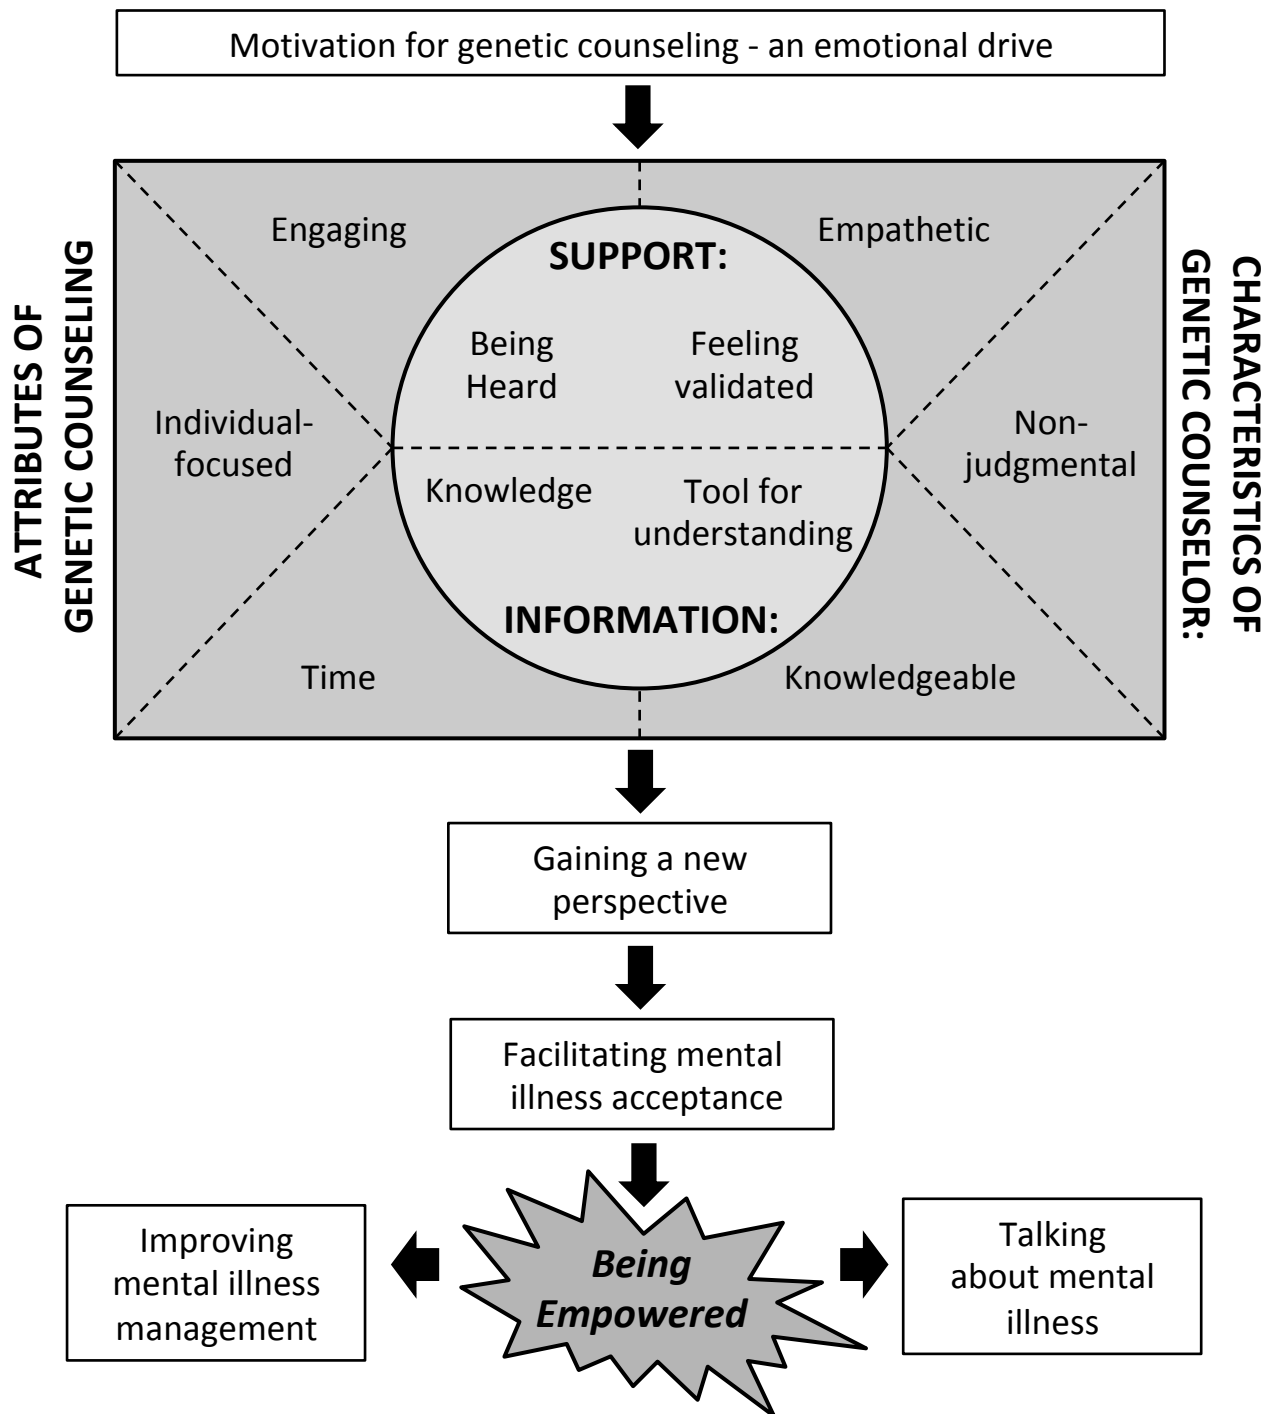 Motivation for genetic counseling - an emotional drive
ATTRIBUTES OF
GENETIC COUNSELING
Engaging
Individual-
focused
Time
SUPPORT:
Being
Heard
Feeling
validated
Knowledge
Tool for
understanding
INFORMATION:
Empathetic
Non-
judgmental
Knowledgeable
CHARACTERISTICS OF
GENETIC COUNSELOR:
Gaining a new
perspective
Facilitating mental
illness acceptance
Being
Empowered
Improving
mental illness
management
Talking
about mental
illness